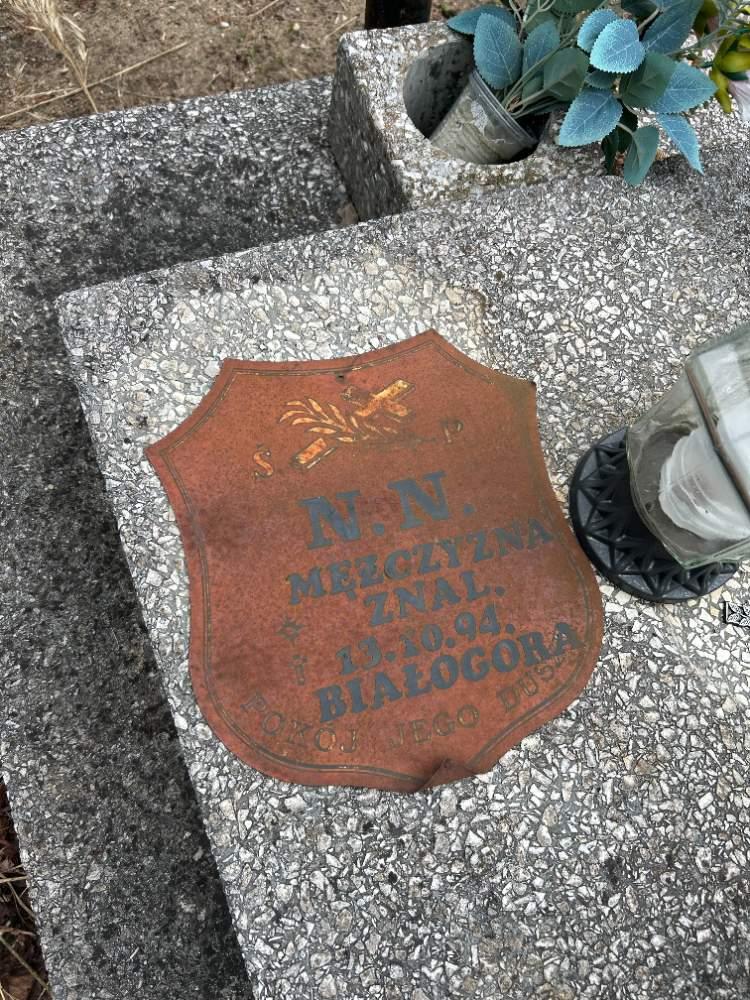 Ś P
N.N.
MĘŻCZYZNA
ZNAL.
13.10.94.
BIAŁOGÓRA
POKÓJ JEGO DUSZY